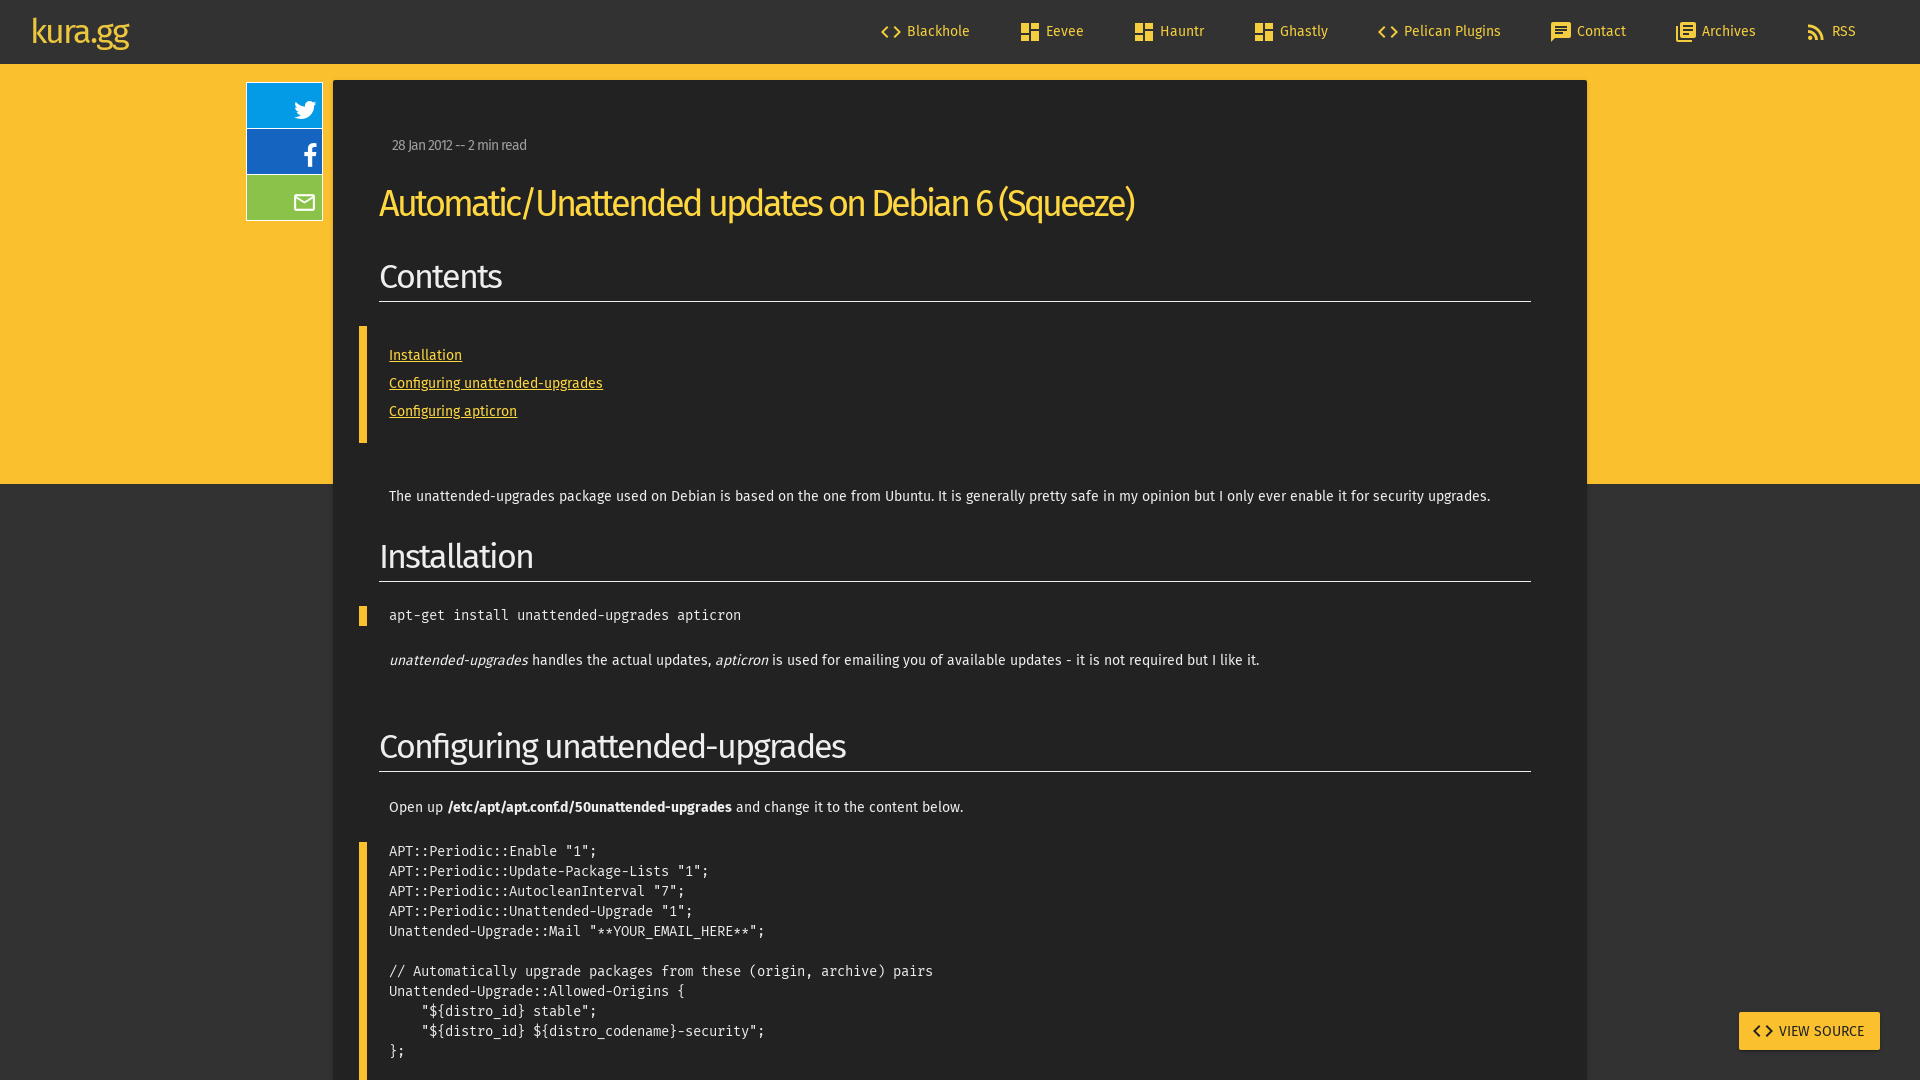 kura.gg
Blackhole
Eevee
Hauntr
Ghastly
Pelican Plugins
Contact
Archives
RSS
28 Jan 2012 -- 2 min read
Automatic/Unattended updates on Debian 6 (Squeeze)
Contents
Installation
Configuring unattended-upgrades
Configuring apticron
The unattended-upgrades package used on Debian is based on the one from Ubuntu. It is generally pretty safe in my opinion but I only ever enable it for security upgrades.
Installation
apt-get install unattended-upgrades apticron
unattended-upgrades handles the actual updates, apticron is used for emailing you of available updates - it is not required but I like it.
Configuring unattended-upgrades
Open up /etc/apt/apt.conf.d/50unattended-upgrades and change it to the content below.
APT::Periodic::Enable "1";
APT::Periodic::Update-Package-Lists "1";
APT::Periodic::AutocleanInterval "7";
APT::Periodic::Unattended-Upgrade "1";
Unattended-Upgrade::Mail "**YOUR_EMAIL_HERE**";
// Automatically upgrade packages from these (origin, archive) pairs
Unattended-Upgrade::Allowed-Origins {
    "${distro_id} stable";
    "${distro_id} ${distro_codename}-security";
};
VIEW SOURCE